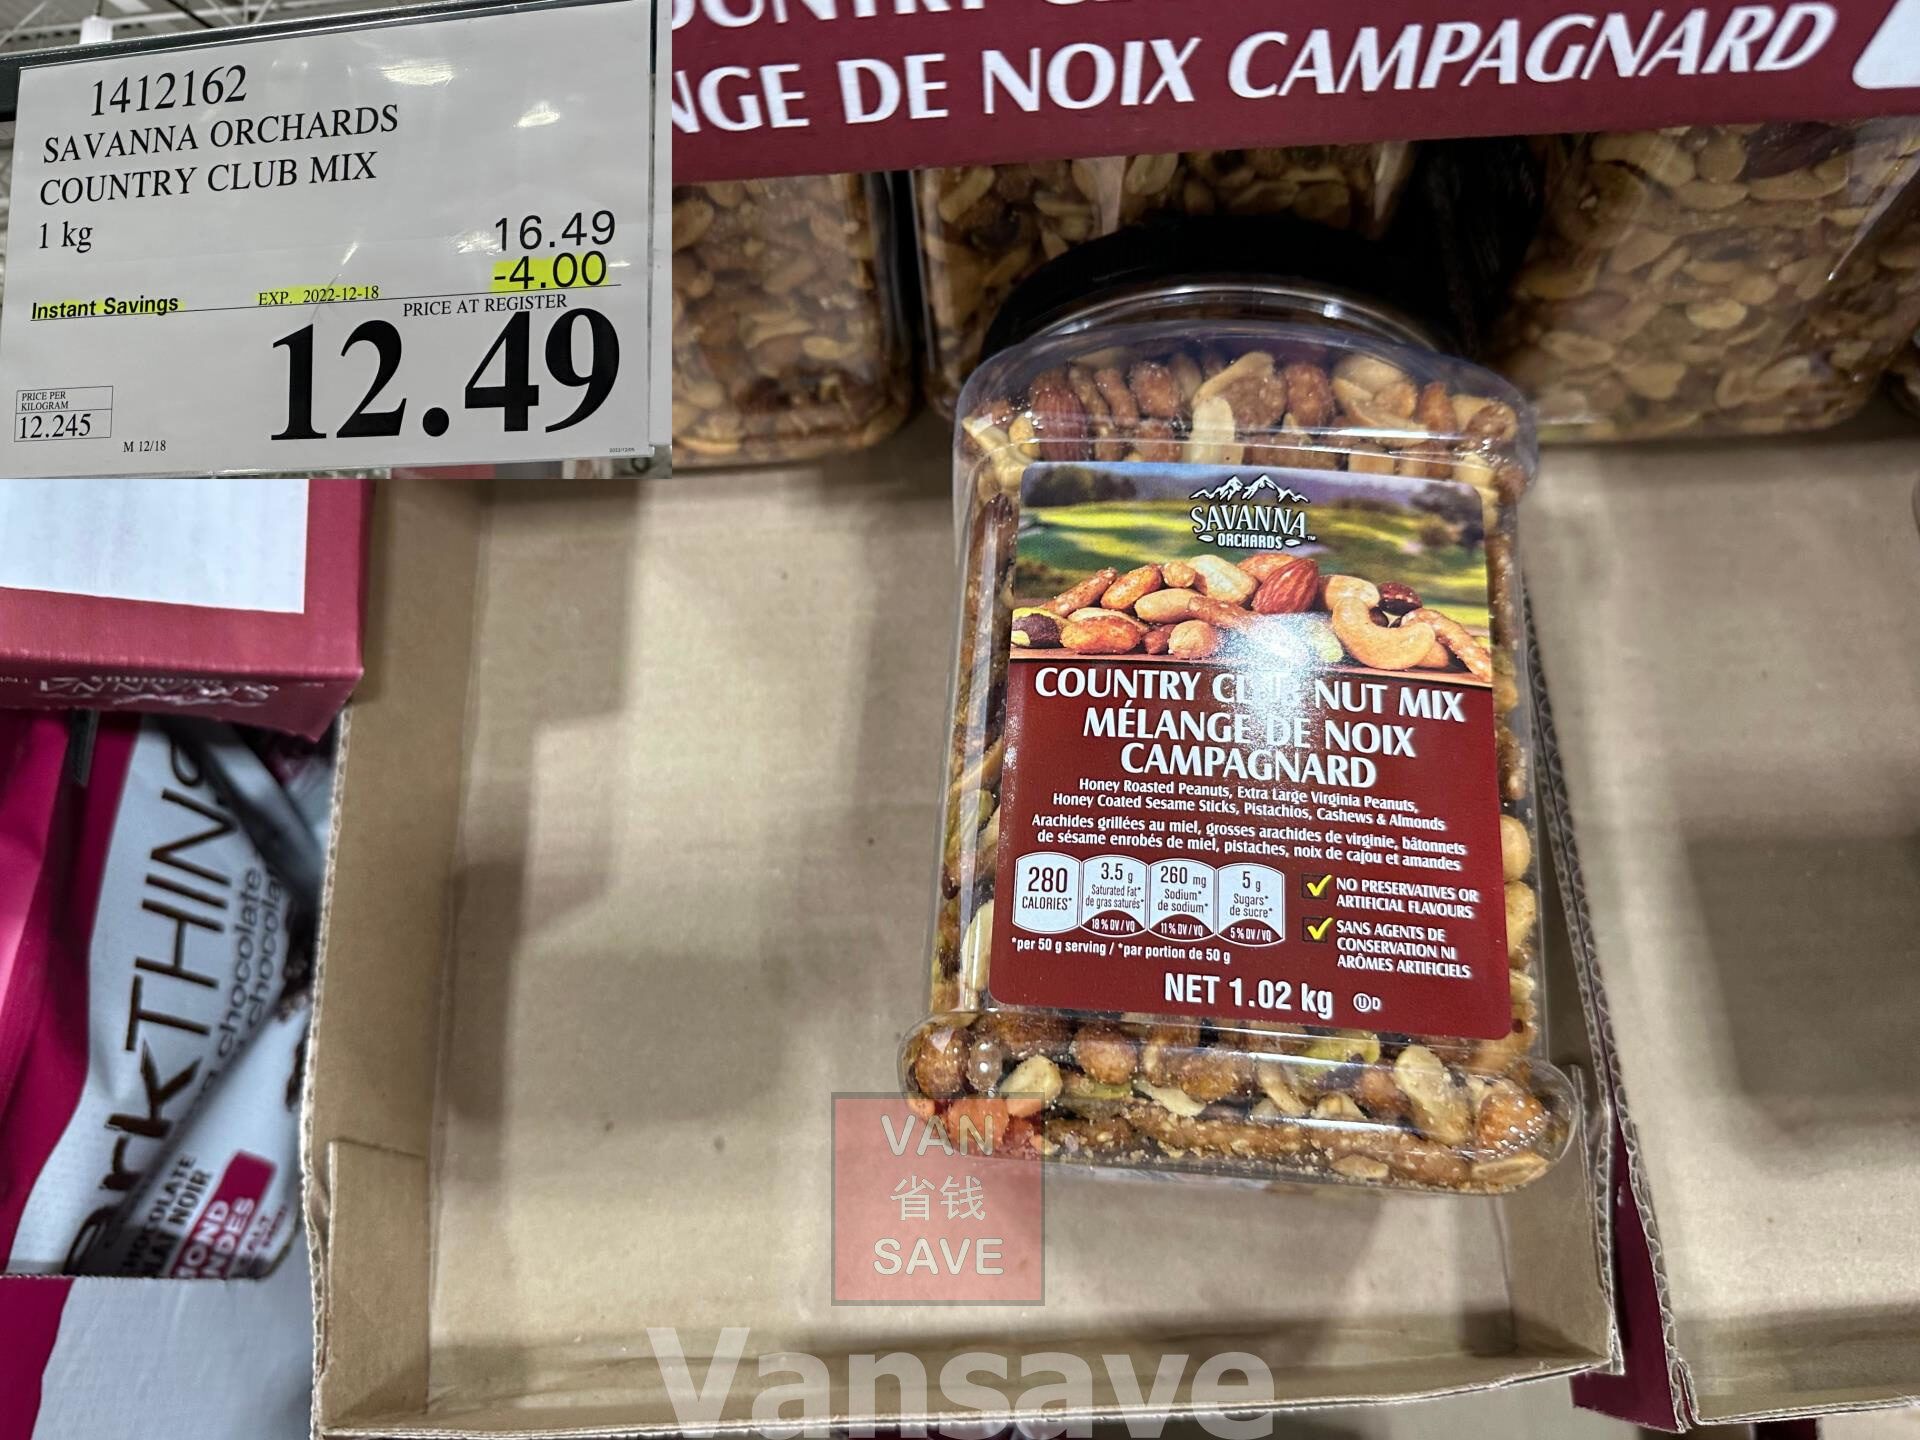 1412162
SAVANNA ORCHARDS
COUNTRY CLUB MIX
1 kg
16.49
-4.00
Instant Savings
EXP. 2022-12-18
PRICE AT REGISTER
12.49
PRICE PER
KILOGRAM
12.245
M 12/18
DE NOIX CAMPAGNARD
SAVANNA
ORCHARDS™
COUNTRY NUT MIX
MÉLANGE DE NOIX
CAMPAGNARD
Honey Roasted Peanuts, Extra Large Virginia Peanuts,
Honey Coated Sesame Sticks, Pistachios, Cashews & Almonds
Arachides grillées au miel, grosses arachides de virginie, bâtonnets
de sésame enrobés de miel, pistaches, noix de cajou et amandes
280
CALORIES*
3.5 g
Saturated Fat*
de gras saturés*
18 % DV / VQ
260 mg
Sodium*
de sodium*
11 % DV / VQ
5 g
Sugars*
de sucre*
5 % DV / VQ
*per 50 g serving / *par portion de 50 g
NO PRESERVATIVES OR
ARTIFICIAL FLAVOURS
SANS AGENTS DE
CONSERVATION NI
ARÔMES ARTIFICIELS
NET 1.02 kg
U D
arkTHINS
chocolate
chocola
NOIR
VAN
省钱
SAVE
Vansave